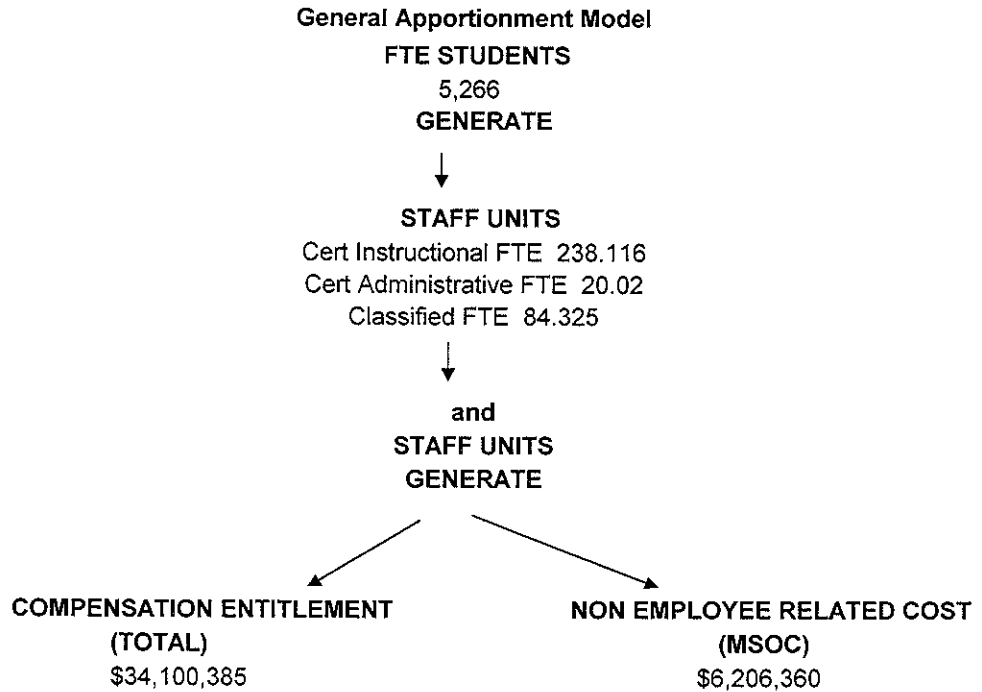 General Apportionment Model
FTE STUDENTS
5,266
GENERATE
STAFF UNITS
Cert Instructional FTE 238.116
Cert Administrative FTE 20.02
Classified FTE 84.325
and
STAFF UNITS
GENERATE
COMPENSATION ENTITLEMENT
(TOTAL)
$34,100,385
NON EMPLOYEE RELATED COST
(MSOC)
$6,206,360